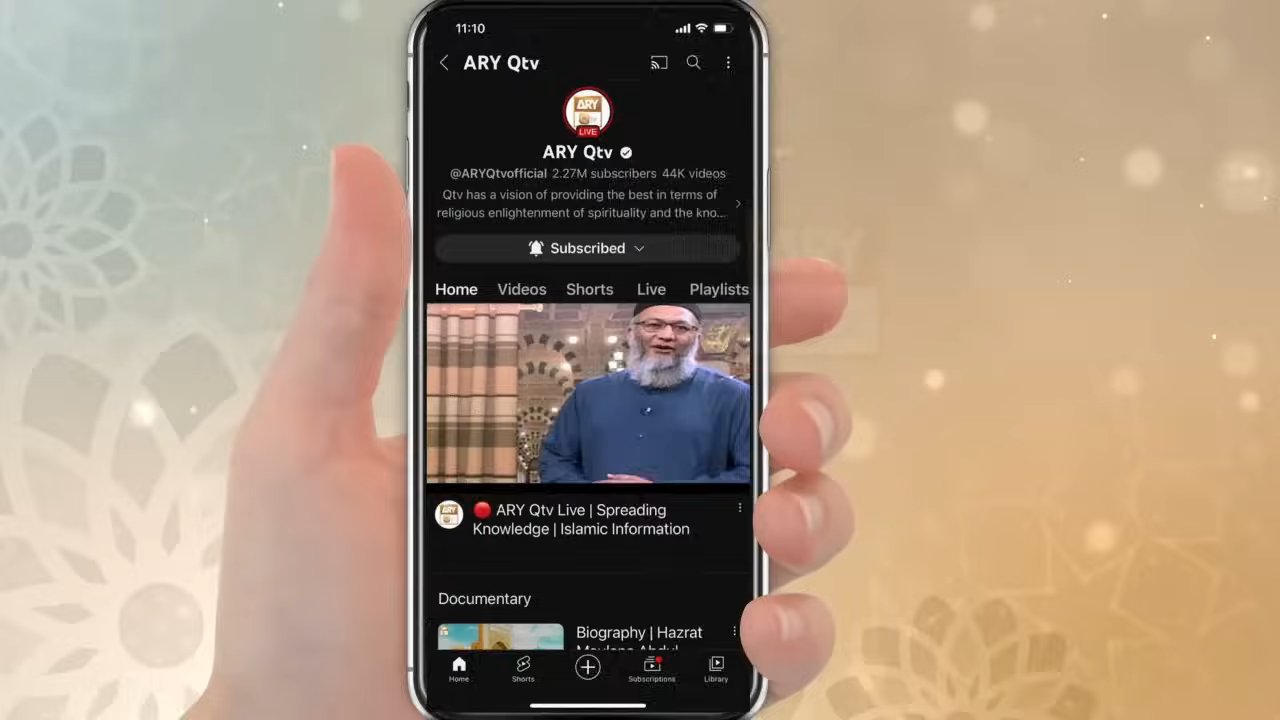 11:10
ARY Qtv
ARY
LIVE
ARY Qtv
@ARYQtvofficial 2.27M subscribers 44K videos
Qtv has a vision of providing the best in terms of
religious enlightenment of spirituality and the kno...
Subscribed
Home Videos Shorts Live Playlists
ARY
🔴 ARY Qtv Live | Spreading
Knowledge | Islamic Information
Documentary
Biography | Hazrat
Home Shorts Subscriptions Library